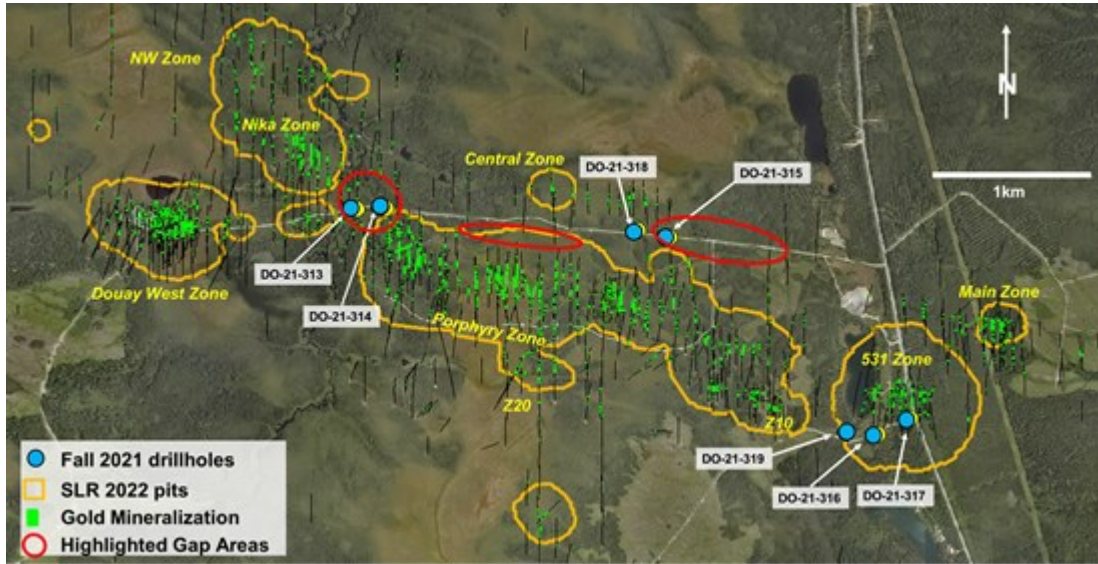 NW Zone
N
Nika Zone
Central Zone
DO-21-318
DO-21-315
1km
DO-21-313
Douay West Zone
DO-21-314
Main Zone
Porphyry Zone
531 Zone
Z20
Z10
DO-21-319
DO-21-316
DO-21-317
Fall 2021 drillholes
SLR 2022 pits
Gold Mineralization
Highlighted Gap Areas